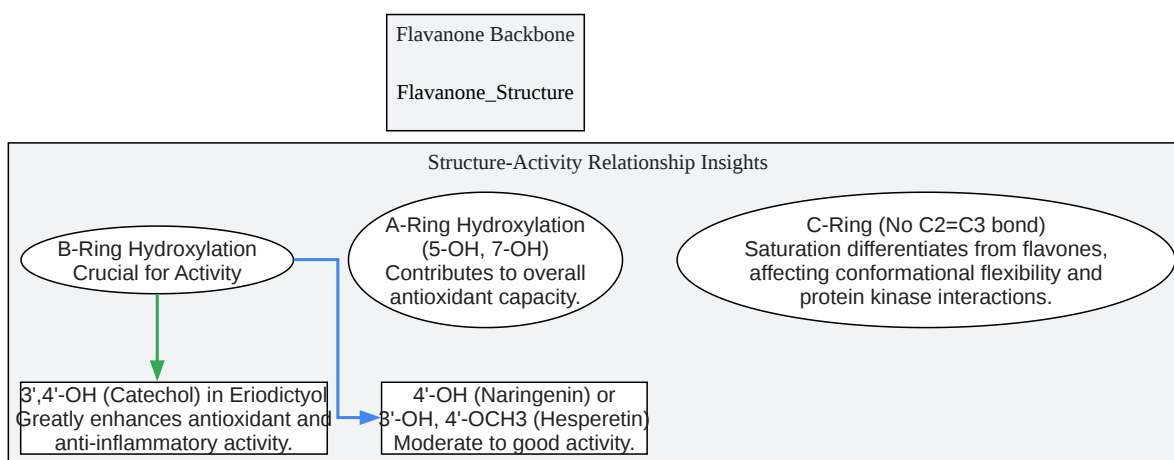 Flavanone Backbone
Flavanone_Structure
Structure-Activity Relationship Insights
B-Ring Hydroxylation
Crucial for Activity
A-Ring Hydroxylation
(5-OH, 7-OH)
Contributes to overall
antioxidant capacity.
C-Ring (No C2=C3 bond)
Saturation differentiates from flavones,
affecting conformational flexibility and
protein kinase interactions.
3',4'-OH (Catechol) in Eriodictyol
Greatly enhances antioxidant and
anti-inflammatory activity.
4'-OH (Naringenin) or
3'-OH, 4'-OCH3 (Hesperetin)
Moderate to good activity.